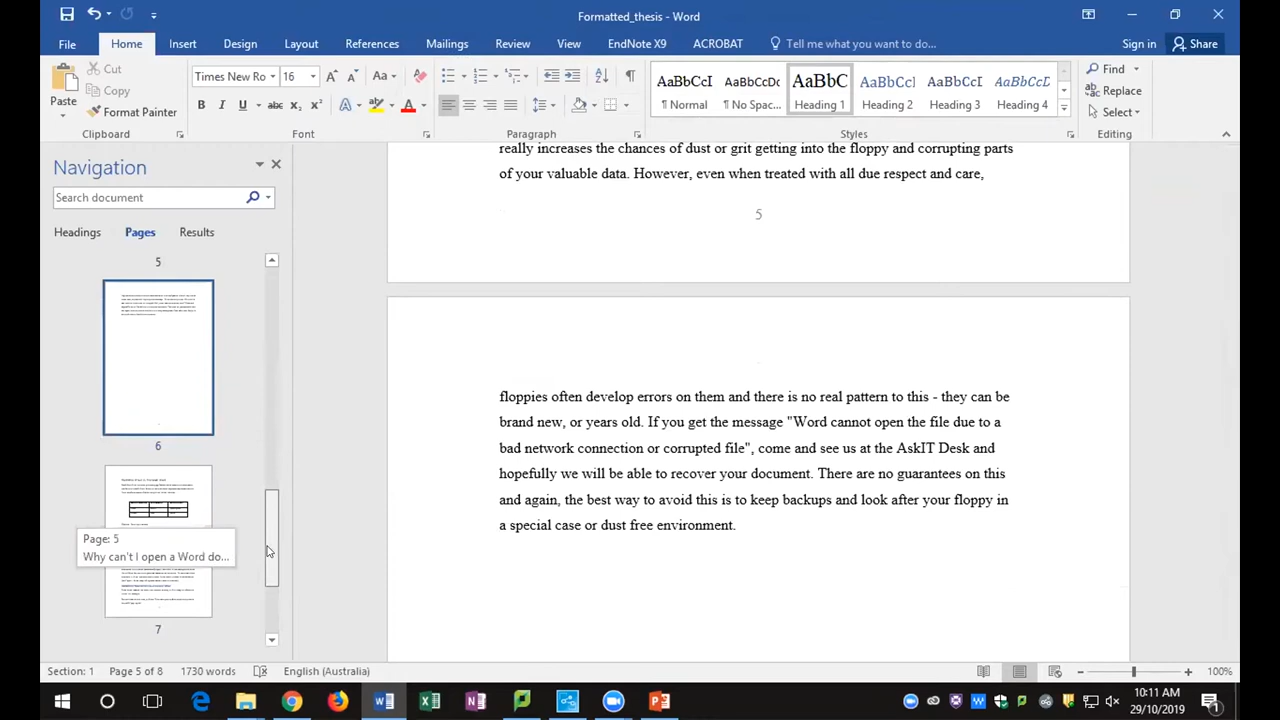 Formatted_thesis - Word
File Home Insert Design Layout References Mailings Review View EndNote X9 ACROBAT Tell me what you want to do... Sign in Share
Paste
Cut
Copy
Format Painter
Clipboard
Times New Ro 16
Aa
B I U abc x₂ x² A A
Font
Paragraph
AaBbCcI AaBbCcDc AaBbC AaBbCcI AaBbCcI AaBbCcI
¶ Normal ¶ No Spac... Heading 1 Heading 2 Heading 3 Heading 4
Styles
Find
Replace
Select
Editing
Navigation
Search document
Headings Pages Results
5
6
Page: 5
Why can't I open a Word do...
7
really increases the chances of dust or grit getting into the floppy and corrupting parts
of your valuable data. However, even when treated with all due respect and care,
5
floppies often develop errors on them and there is no real pattern to this - they can be
brand new, or years old. If you get the message "Word cannot open the file due to a
bad network connection or corrupted file", come and see us at the AskIT Desk and
hopefully we will be able to recover your document. There are no guarantees on this
and again, the best way to avoid this is to keep backups and look after your floppy in
a special case or dust free environment.
Section: 1 Page 5 of 8 1730 words English (Australia) 100%
10:11 AM
29/10/2019
1